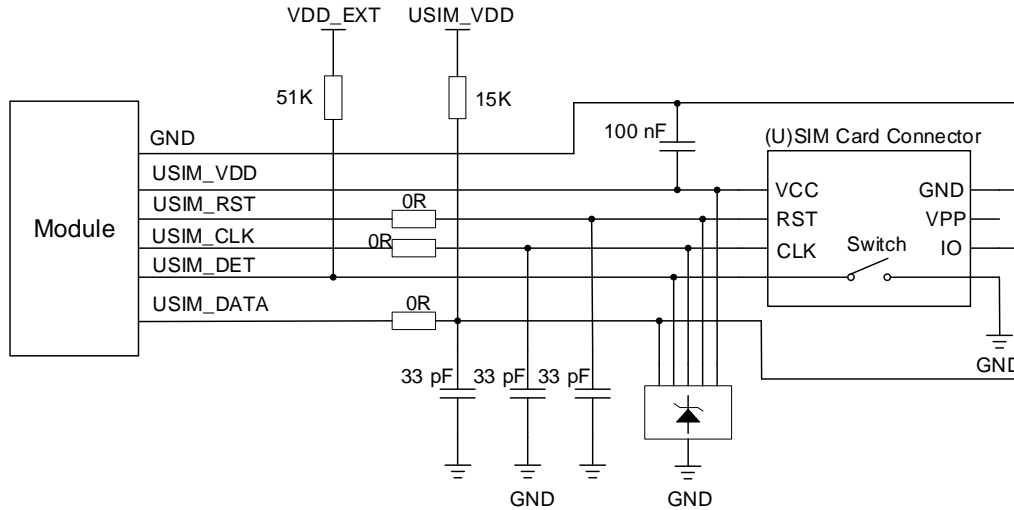 VDD_EXT USIM_VDD
51K 15K
GND
100 nF
(U)SIM Card Connector
USIM_VDD
VCC GND
USIM_RST
0R
RST VPP
Module
USIM_CLK
0R
CLK Switch IO
USIM_DET
USIM_DATA
0R
GND
33 pF 33 pF 33 pF
GND GND